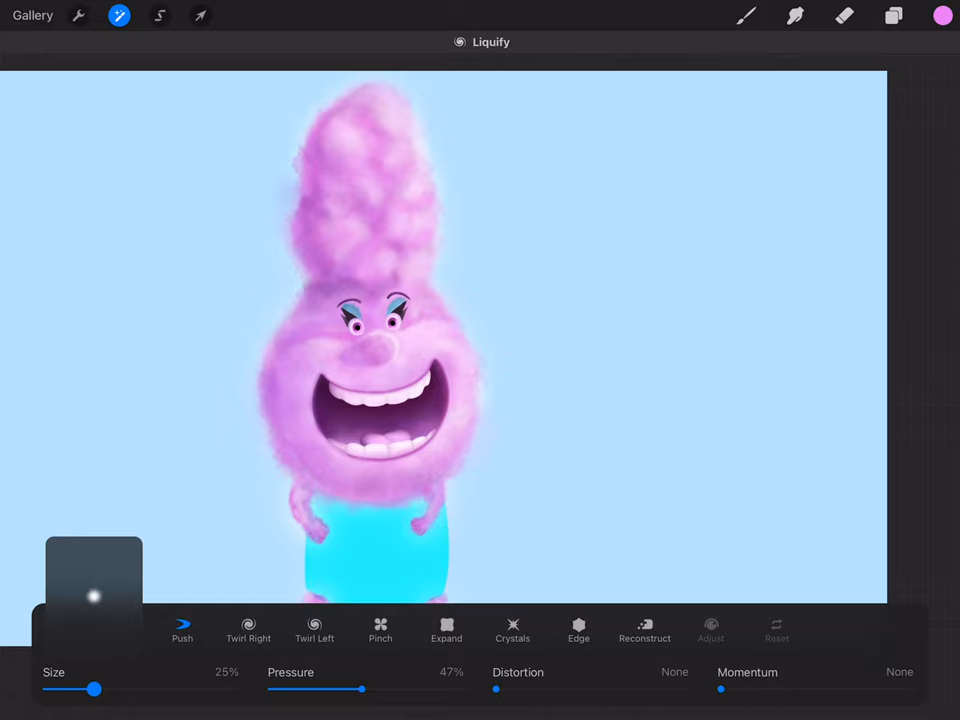 Gallery
Liquify
Push Twirl Right Twirl Left Pinch Expand Crystals Edge Reconstruct Adjust Reset
Size 25% Pressure 47% Distortion None Momentum None